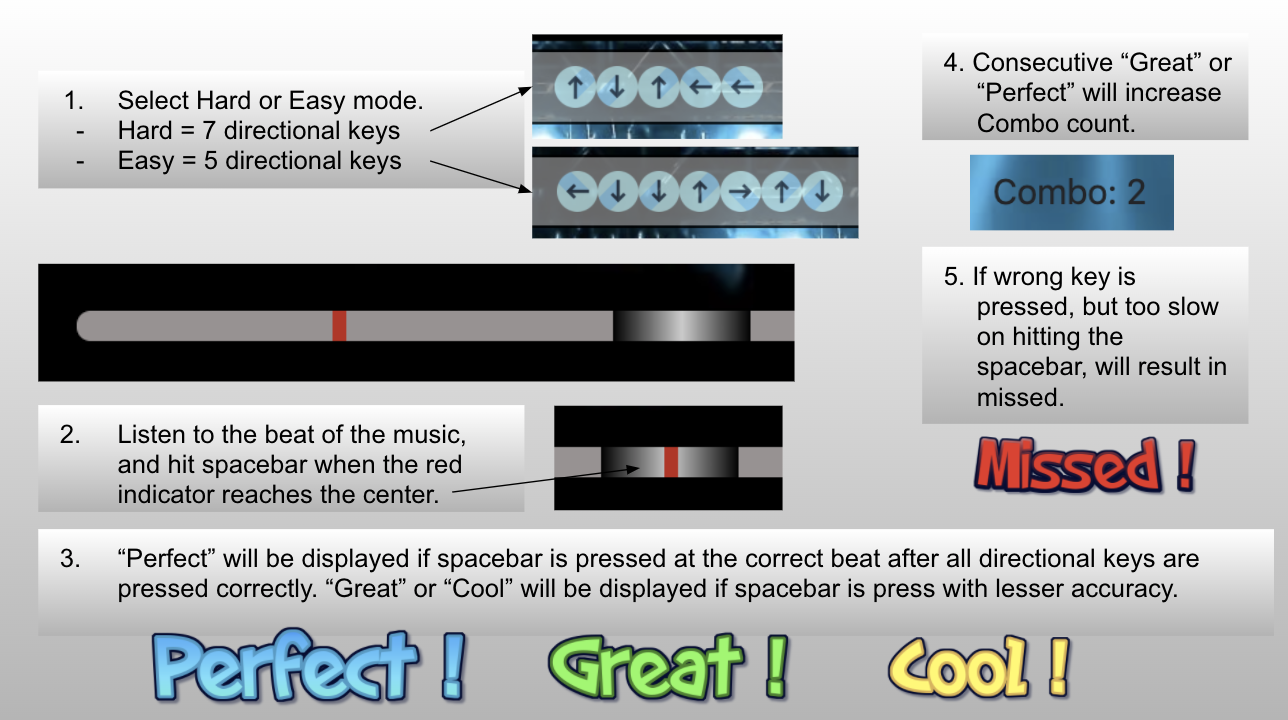 1. Select Hard or Easy mode.
- Hard = 7 directional keys
- Easy = 5 directional keys
↑ ↓ ↑ ← ←
← ↓ ↓ ↑ → ↑ ↓
2. Listen to the beat of the music,
and hit spacebar when the red
indicator reaches the center.
3. “Perfect” will be displayed if spacebar is pressed at the correct beat after all directional keys are
pressed correctly. “Great” or “Cool” will be displayed if spacebar is press with lesser accuracy.
Perfect !
Great !
Cool !
4. Consecutive “Great” or
“Perfect” will increase
Combo count.
Combo: 2
5. If wrong key is
pressed, but too slow
on hitting the
spacebar, will result in
missed.
Missed !